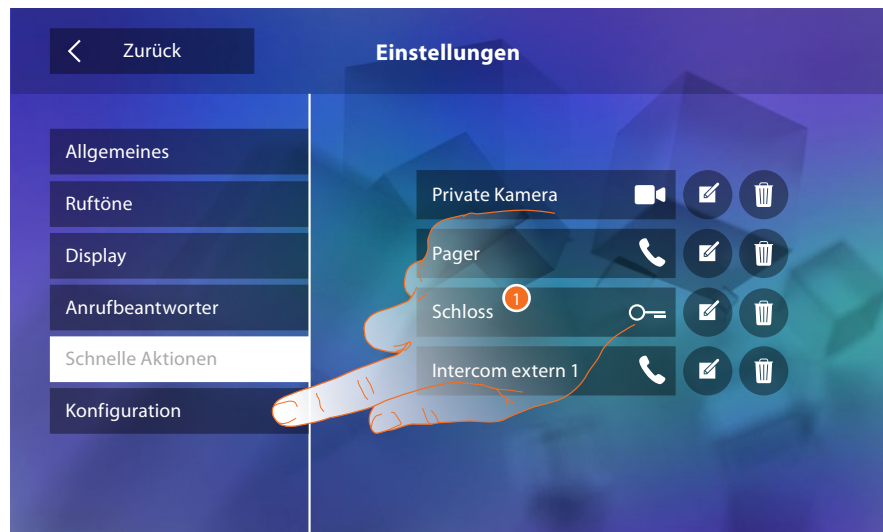 Zurück
Einstellungen
Allgemeines
Ruftöne
Display
Anrufbeantworter
Schnelle Aktionen
Konfiguration
Private Kamera
Pager
Schloss 1
Intercom extern 1